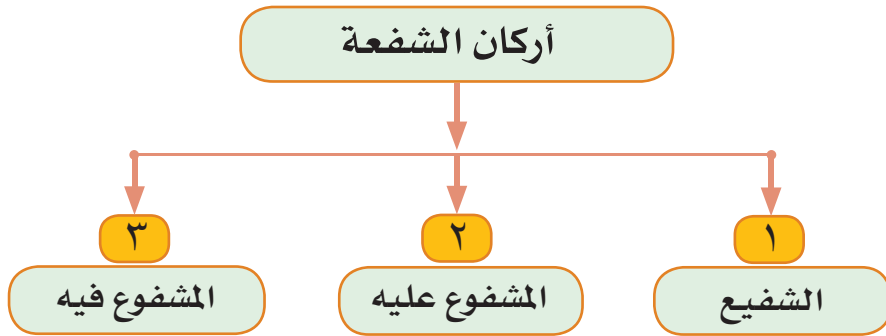 أركان الشفعة
١
الشفيع
٢
المشفوع عليه
٣
المشفوع فيه